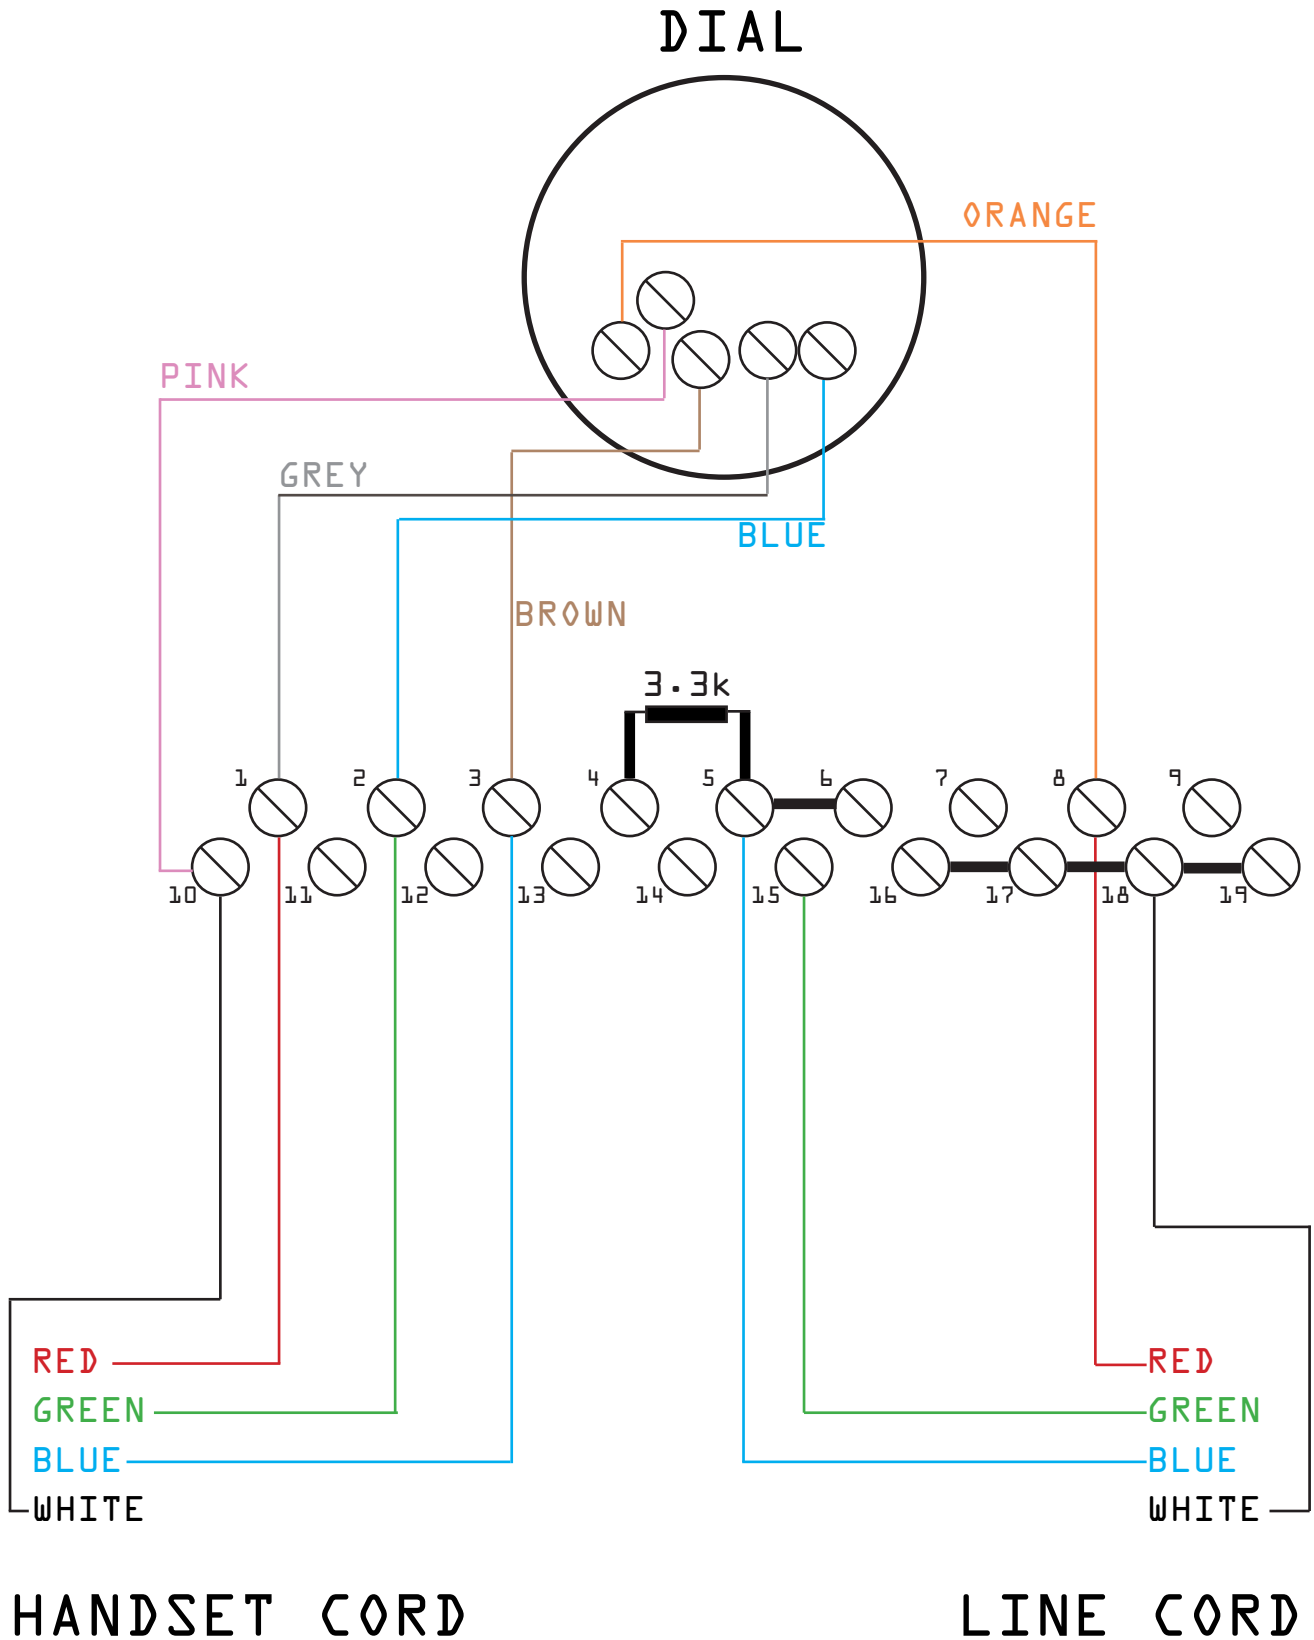 DIAL
ORANGE
PINK
GREY
BLUE
BROWN
3.3k
1 2 3 4 5 6 7 8 9
10 11 12 13 14 15 16 17 18 19
RED RED
GREEN GREEN
BLUE BLUE
WHITE WHITE
HANDSET CORD LINE CORD